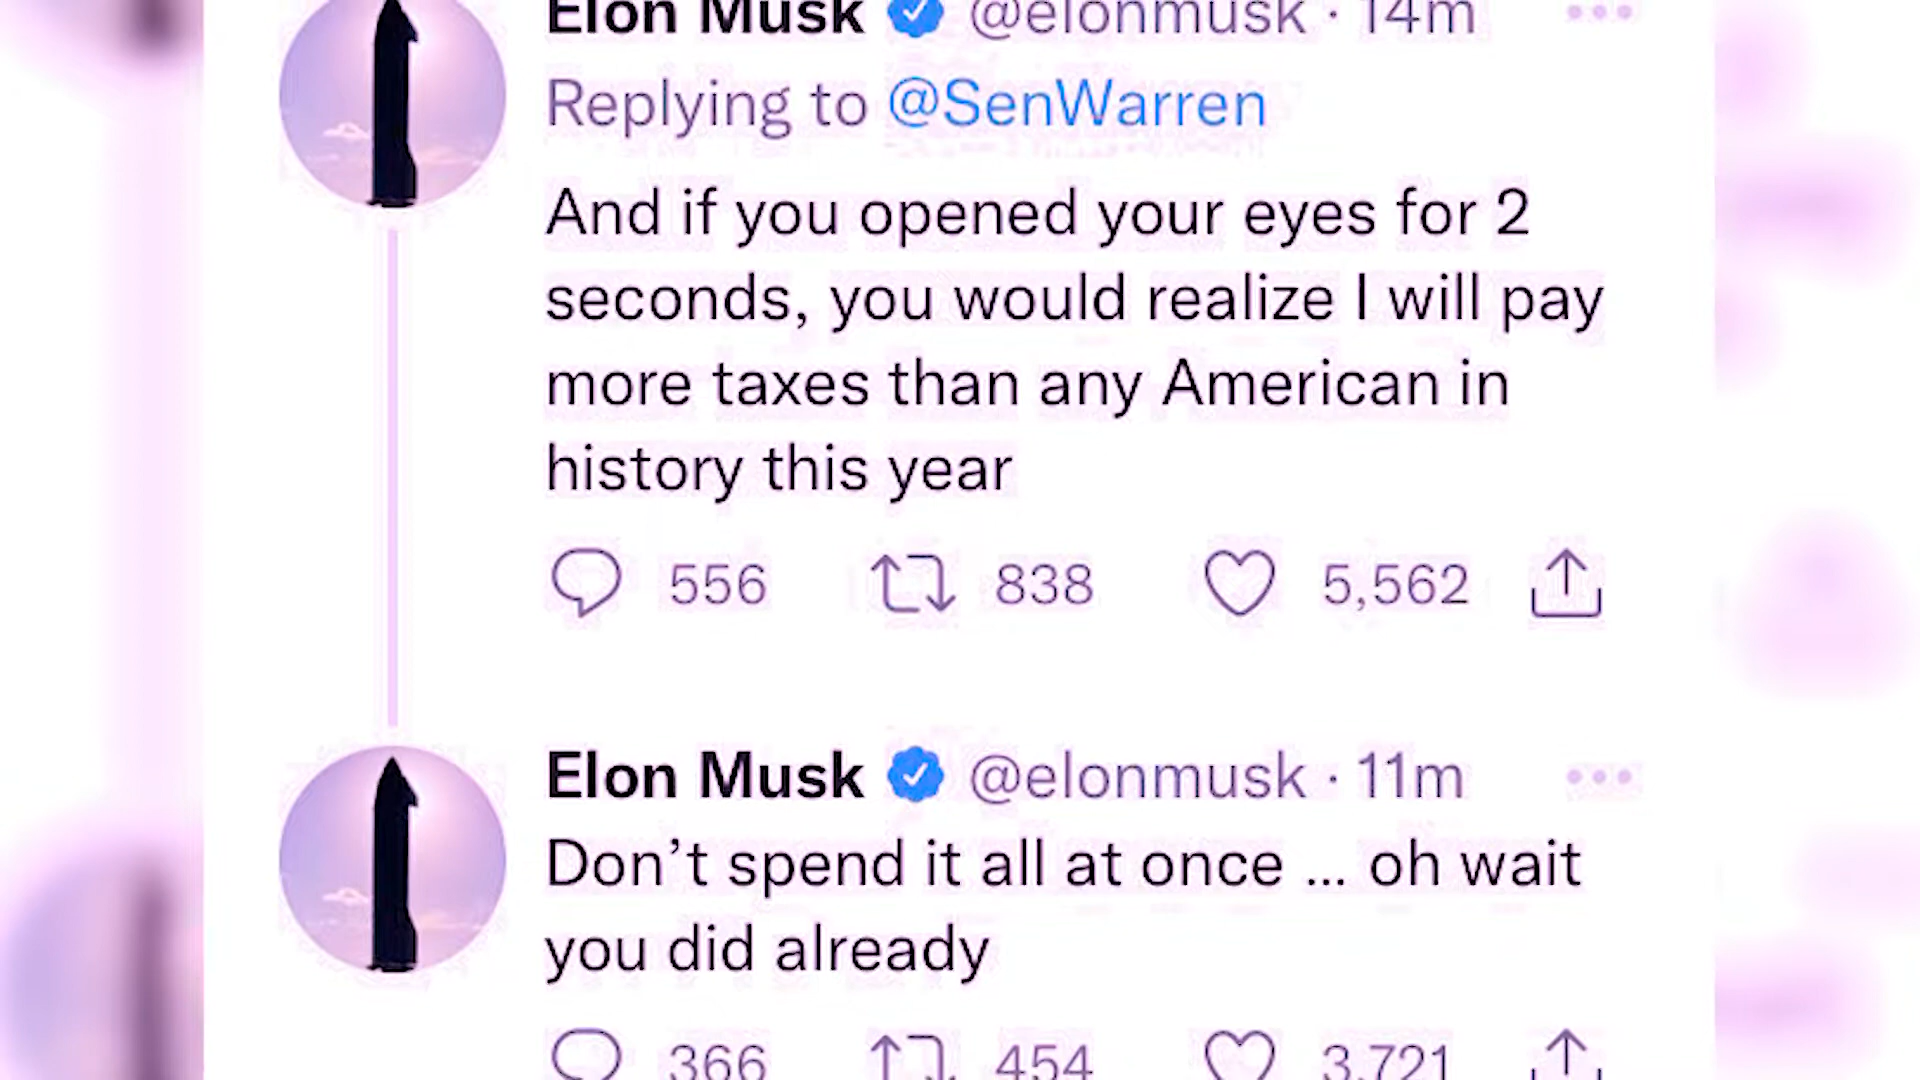 Elon Musk @elonmusk · 14m
Replying to @SenWarren
And if you opened your eyes for 2
seconds, you would realize I will pay
more taxes than any American in
history this year
556 838 5,562
Elon Musk @elonmusk · 11m
Don’t spend it all at once ... oh wait
you did already
366 454 3,721